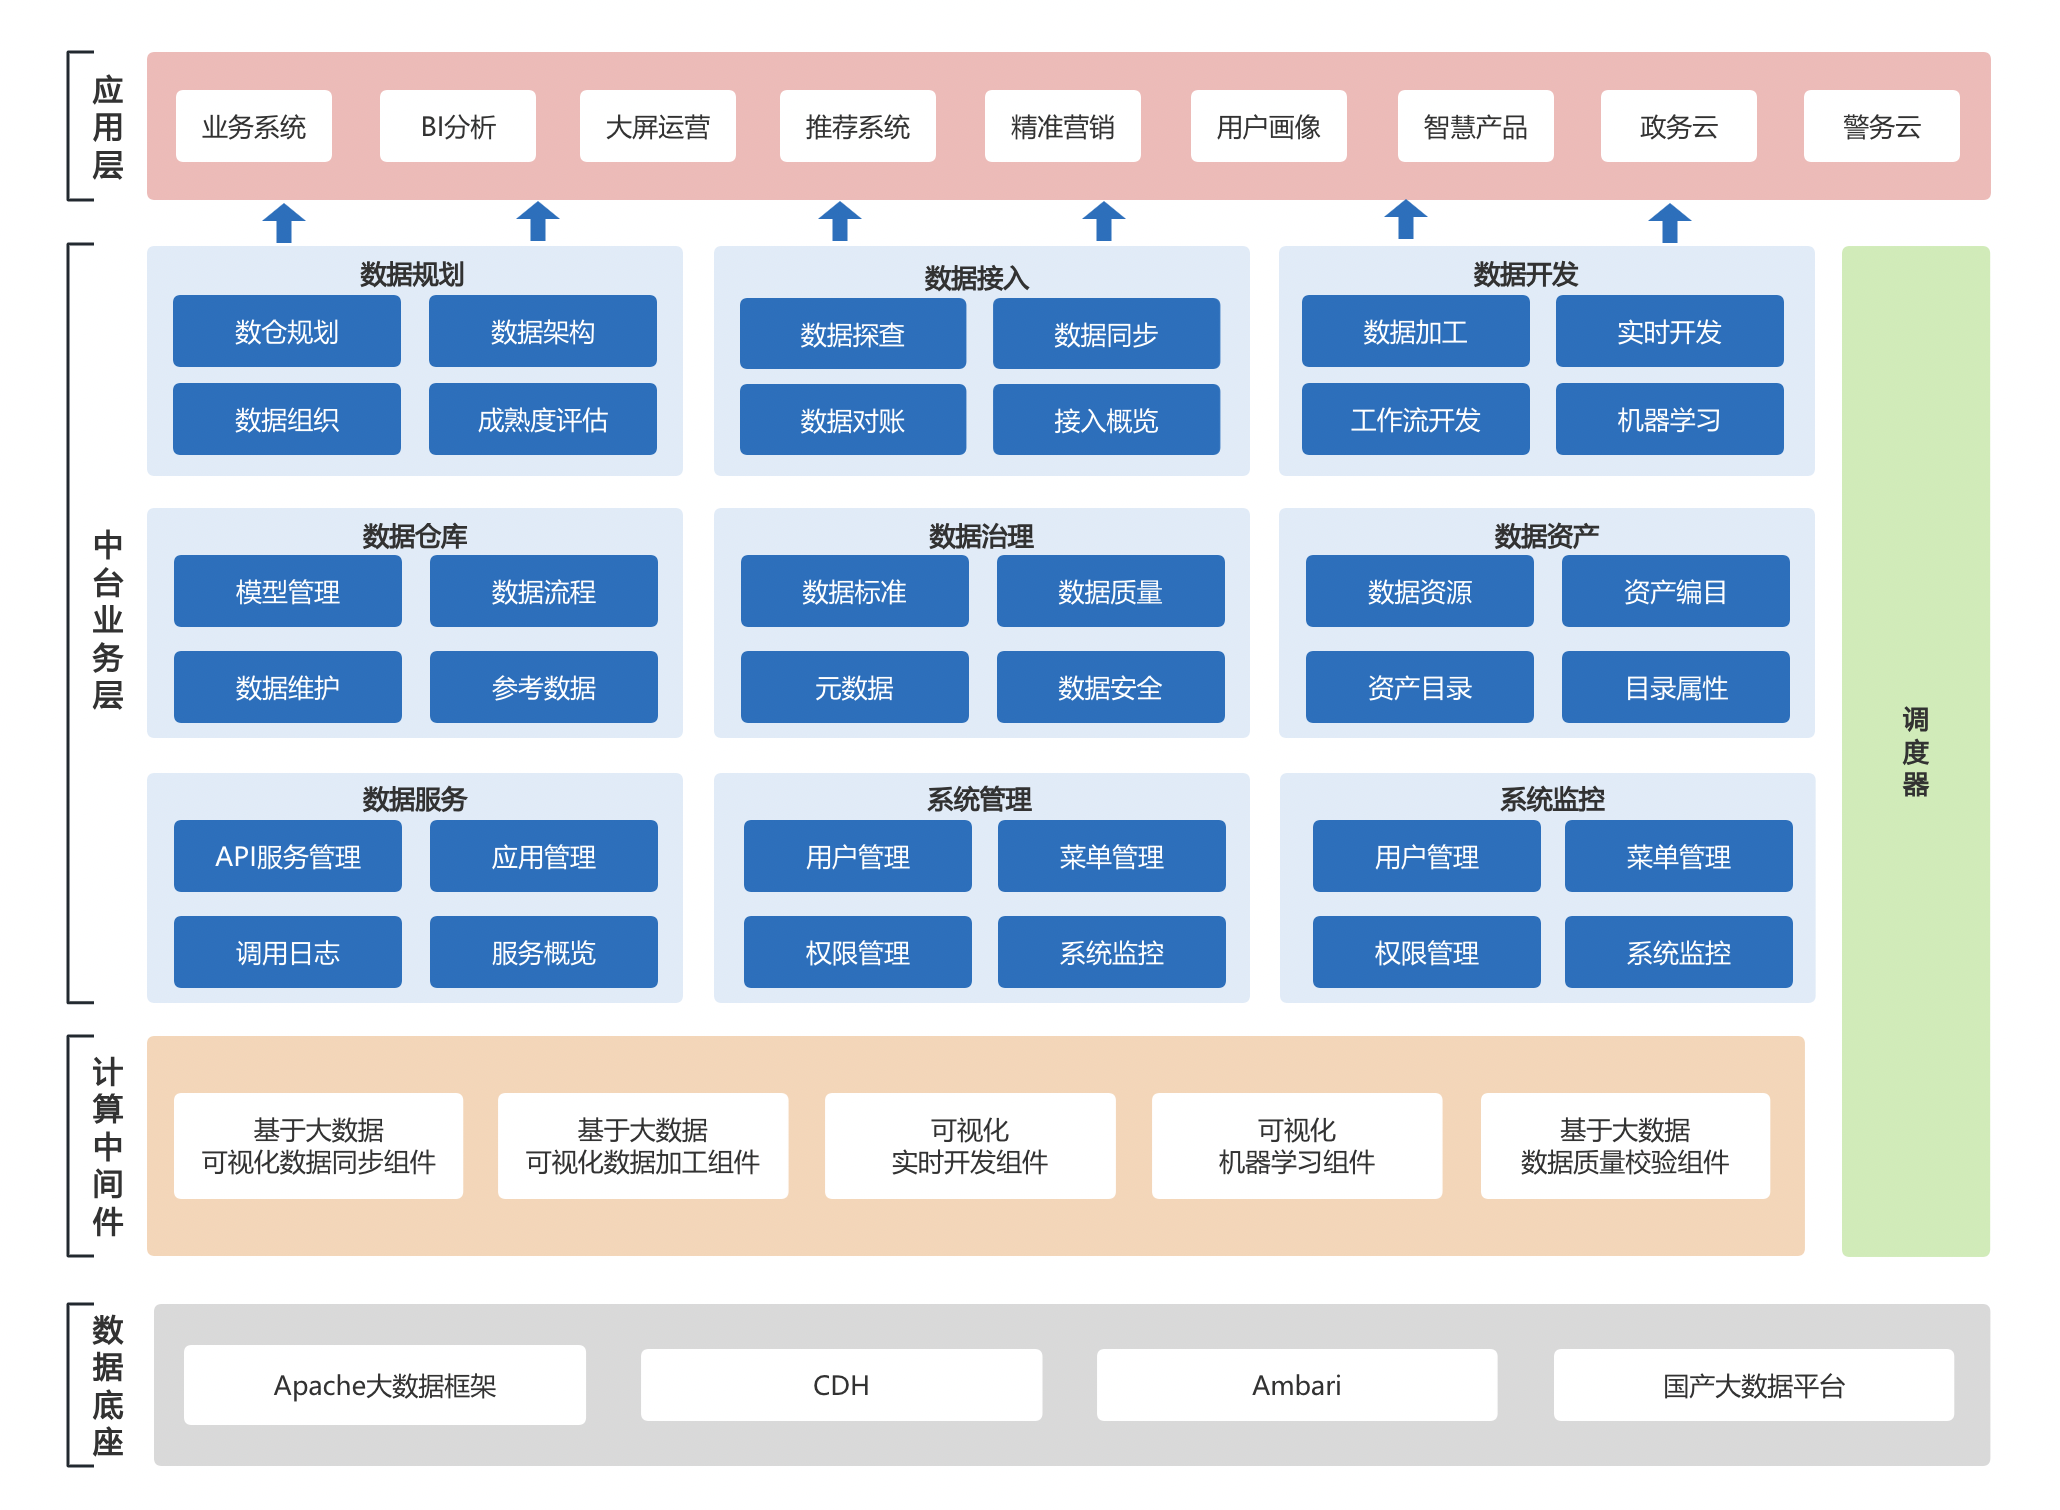 应用层
业务系统
BI分析
大屏运营
推荐系统
精准营销
用户画像
智慧产品
政务云
警务云
中台业务层
数据规划
数仓规划
数据架构
数据组织
成熟度评估
数据接入
数据探查
数据同步
数据对账
接入概览
数据开发
数据加工
实时开发
工作流开发
机器学习
数据仓库
模型管理
数据流程
数据维护
参考数据
数据治理
数据标准
数据质量
元数据
数据安全
数据资产
数据资源
资产编目
资产目录
目录属性
数据服务
API服务管理
应用管理
调用日志
服务概览
系统管理
用户管理
菜单管理
权限管理
系统监控
系统监控
用户管理
菜单管理
权限管理
系统监控
调度器
计算中间件
基于大数据
可视化数据同步组件
基于大数据
可视化数据加工组件
可视化
实时开发组件
可视化
机器学习组件
基于大数据
数据质量校验组件
数据底座
Apache大数据框架
CDH
Ambari
国产大数据平台